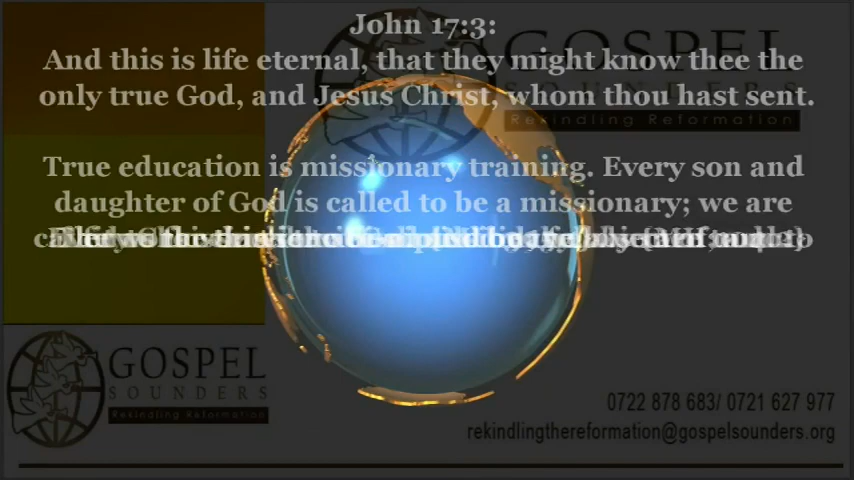 John 17:3:
And this is life eternal, that they might know thee the
only true God, and Jesus Christ, whom thou hast sent.
True education is missionary training. Every son and
daughter of God is called to be a missionary; we are
GOSPEL
SOUNDERS
Rekindling Reformation
GOSPEL
SOUNDERS
Rekindling Reformation
0722 878 683/ 0721 627 977
rekindlingthereformation@gospelsounders.org